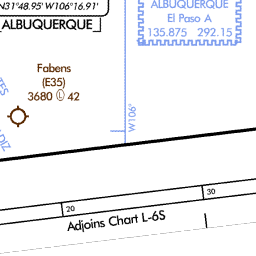 N31°48.95' W106°16.91'
ALBUQUERQUE
ALBUQUERQUE
El Paso A
135.875 292.15
Fabens
(E35)
3680 Ⓛ 42
W106°
DIZ
20
30
Adjoins Chart L-6S